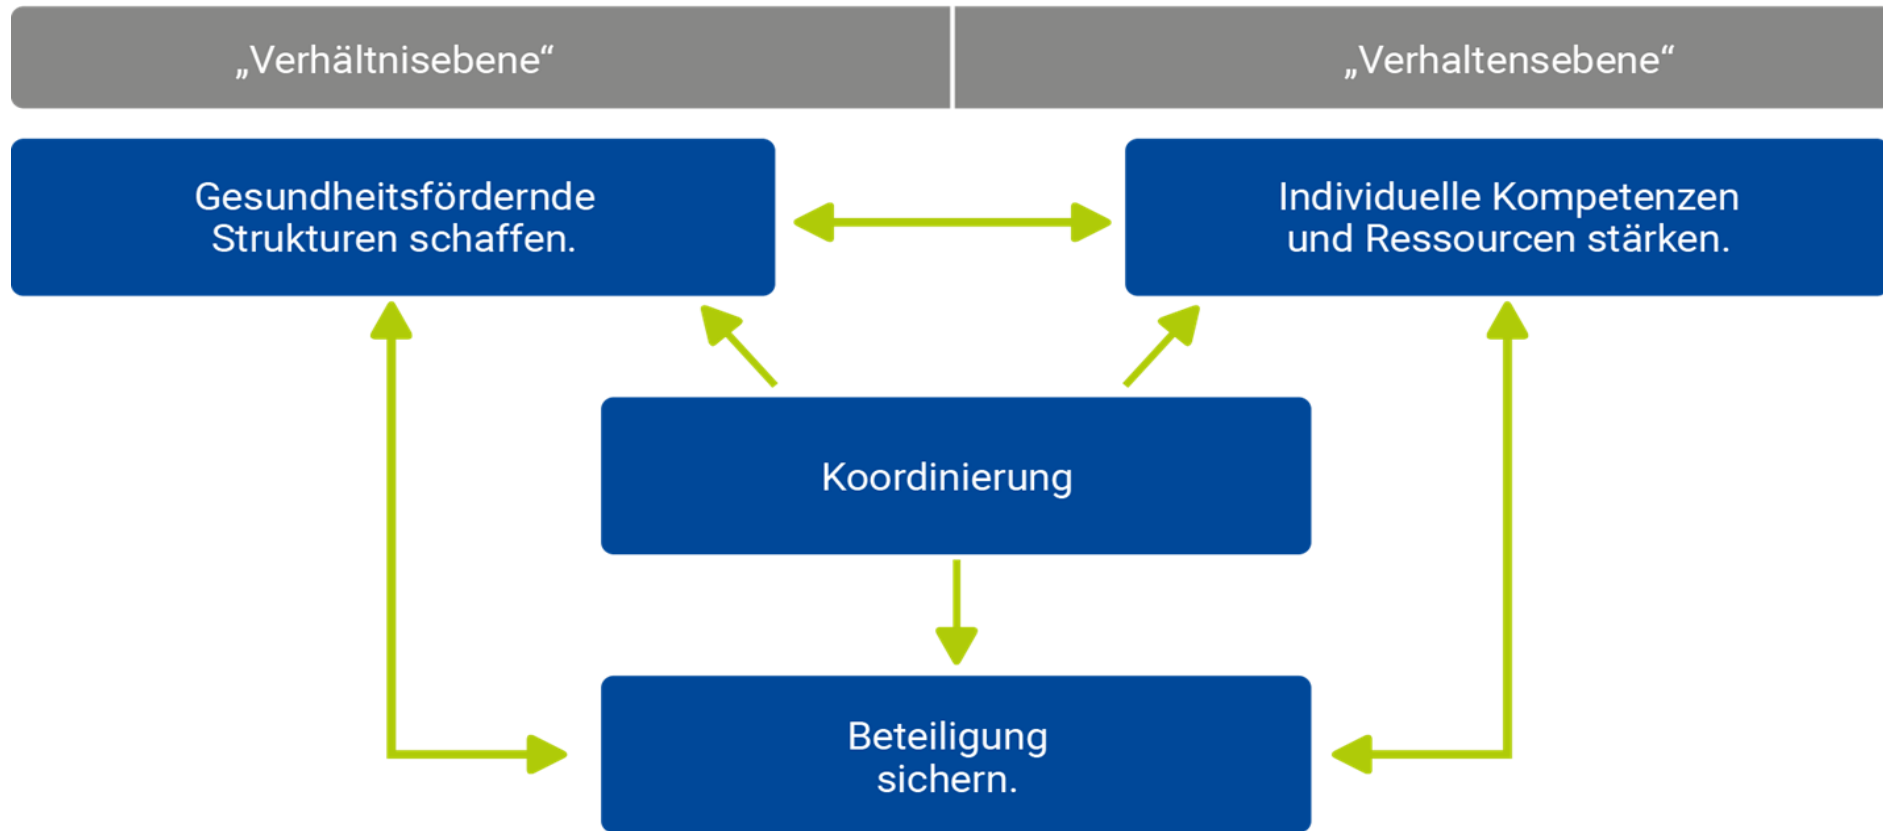 „Verhältnisebene“
„Verhaltensebene“
Gesundheitsfördernde
Strukturen schaffen.
Individuelle Kompetenzen
und Ressourcen stärken.
Koordinierung
Beteiligung
sichern.